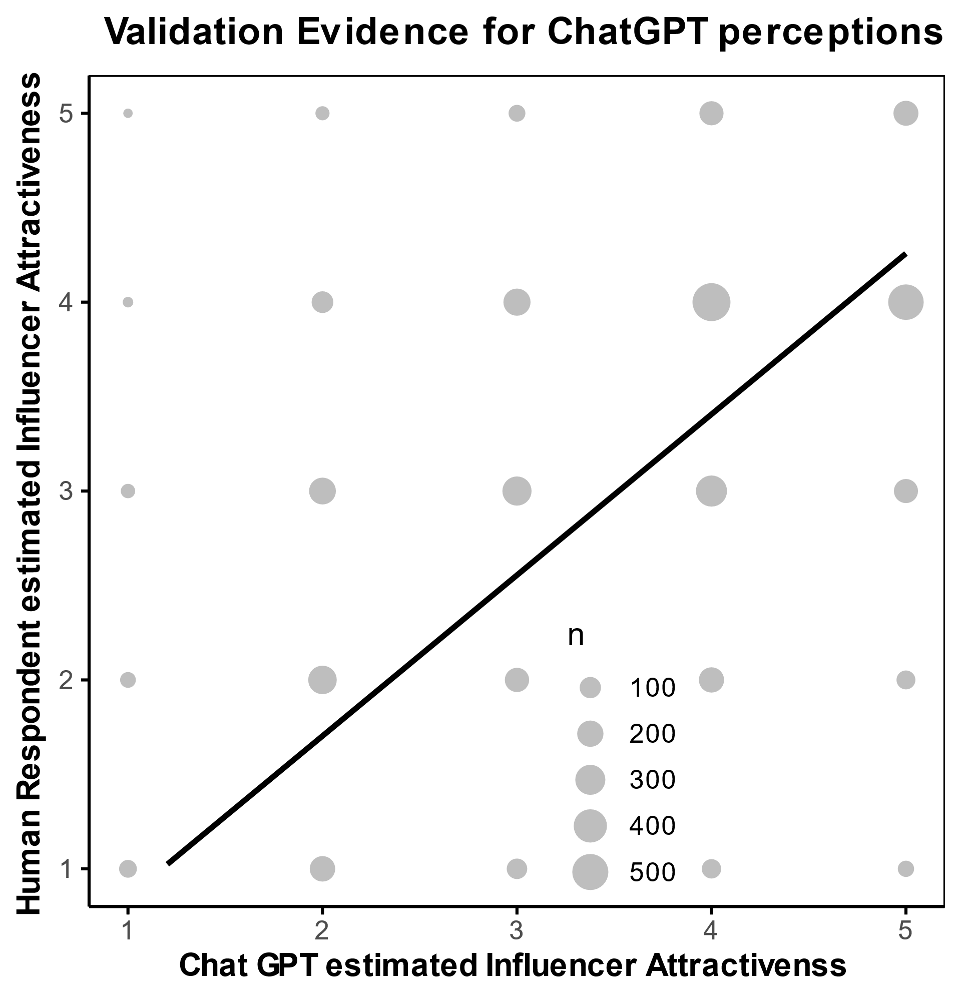 Validation Evidence for ChatGPT perceptions
Human Respondent estimated Influencer Attractiveness
5
4
3
2
1
n
100
200
300
400
500
1 2 3 4 5
Chat GPT estimated Influencer Attractivenss